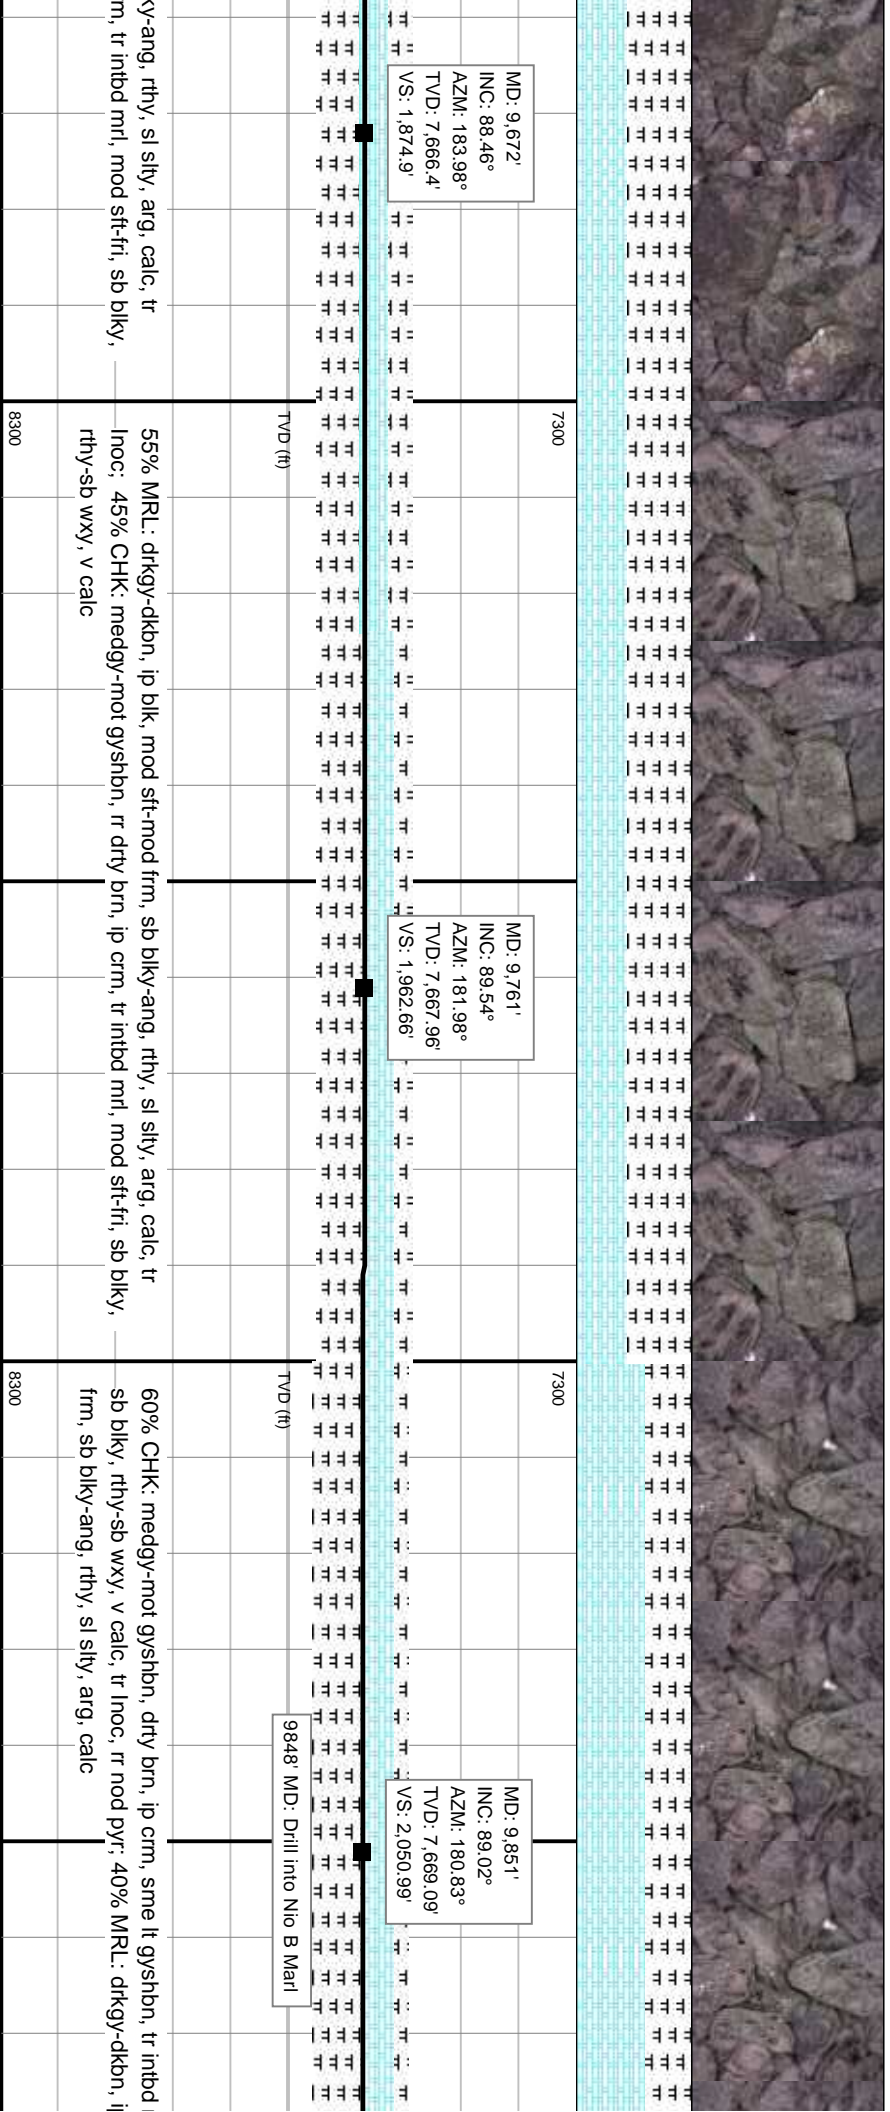 MD: 9,672'
INC: 88.46°
AZM: 183.98°
TVD: 7,666.4'
VS: 1,874.9'
ky-ang, rthy, sl slty, arg, calc, tr
m, tr intbd mrl, mod sft-fri, sb blky,
7300
TVD (ft)
8300
55% MRL: drkgy-dkbn, ip blk, mod sft-mod frm, sb blky-ang, rthy, sl slty, arg, calc, tr
Inoc; 45% CHK: medgy-mot gyshbn, rr drty brn, ip crm, tr intbd mrl, mod sft-fri, sb blky,
rthy-sb wxy, v calc
MD: 9,761'
INC: 89.54°
AZM: 181.98°
TVD: 7,667.96'
VS: 1,962.66'
7300
TVD (ft)
8300
60% CHK: medgy-mot gyshbn, drty brn, ip crm, sme lt gyshbn, tr intbd
sb blky, rthy-sb wxy, v calc, tr Inoc, rr nod pyr; 40% MRL: drkgy-dkbn, ip
frm, sb blky-ang, rthy, sl slty, arg, calc
MD: 9,851'
INC: 89.02°
AZM: 180.83°
TVD: 7,669.09'
VS: 2,050.99'
9848' MD: Drill into Nio B Marl